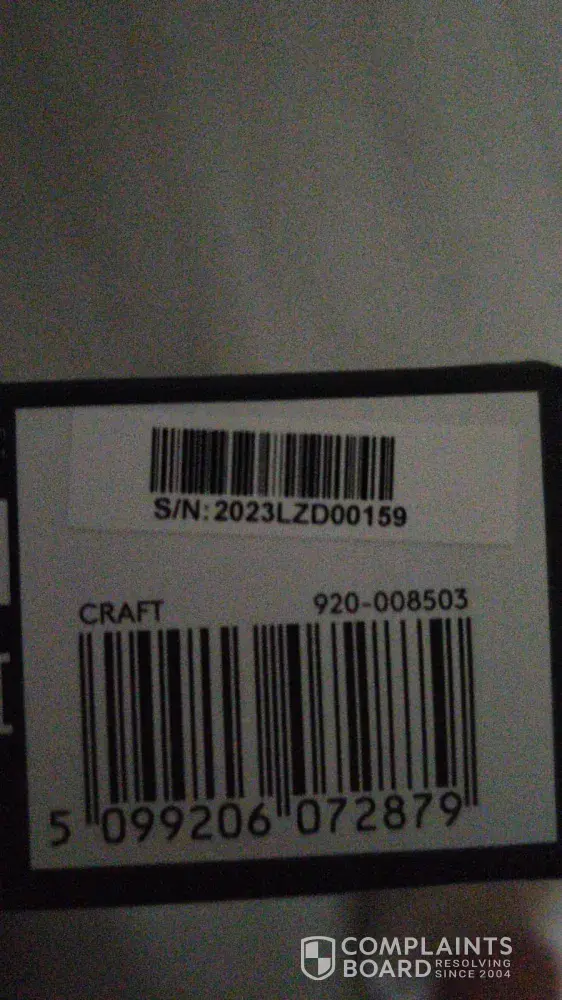 S/N: 2023LZD00159
CRAFT 920-008503
5 099206 072879
COMPLAINTS
BOARD RESOLVING
SINCE 2004